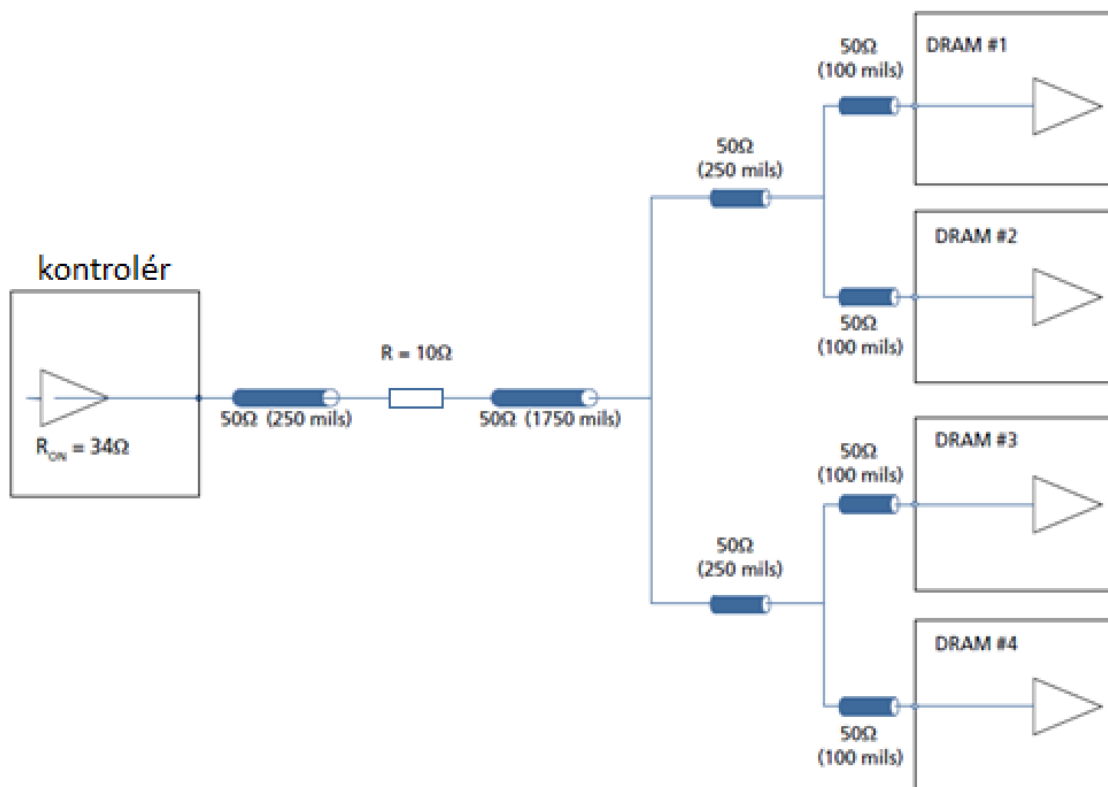 kontrolér
R_ON = 34Ω
50Ω (250 mils)
R = 10Ω
50Ω (1750 mils)
50Ω
(250 mils)
50Ω
(100 mils)
DRAM #1
50Ω
(100 mils)
DRAM #2
50Ω
(250 mils)
50Ω
(100 mils)
DRAM #3
50Ω
(100 mils)
DRAM #4